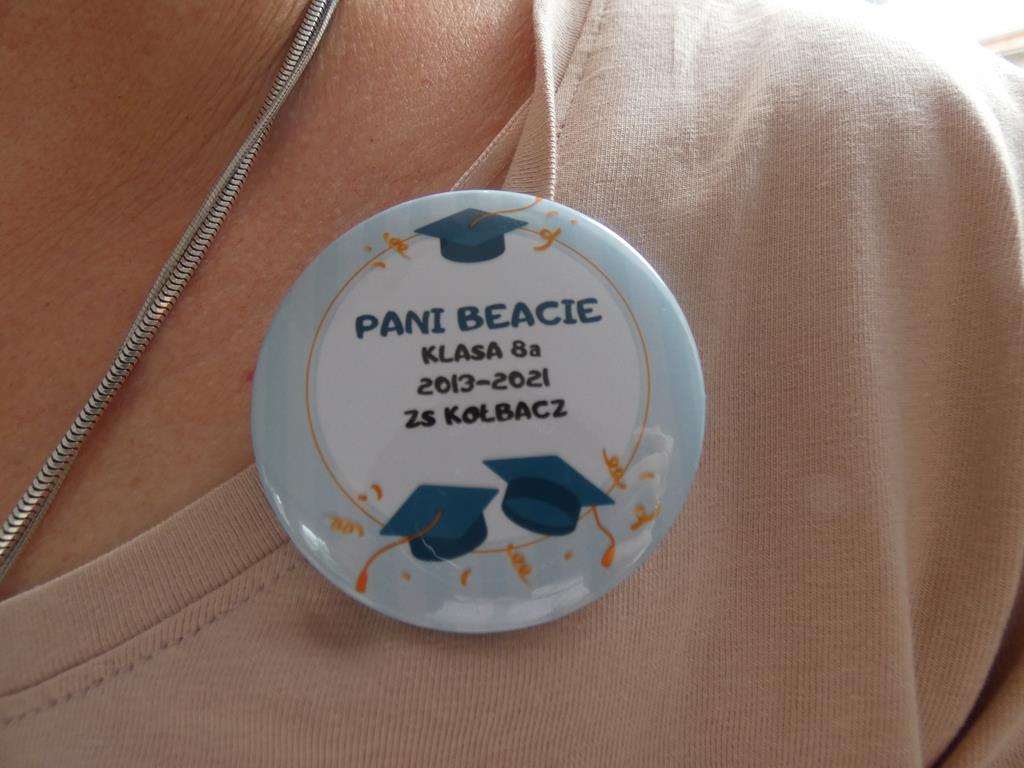 PANI BEACIE
KLASA 8a
2013-2021
ZS KOŁBACZ